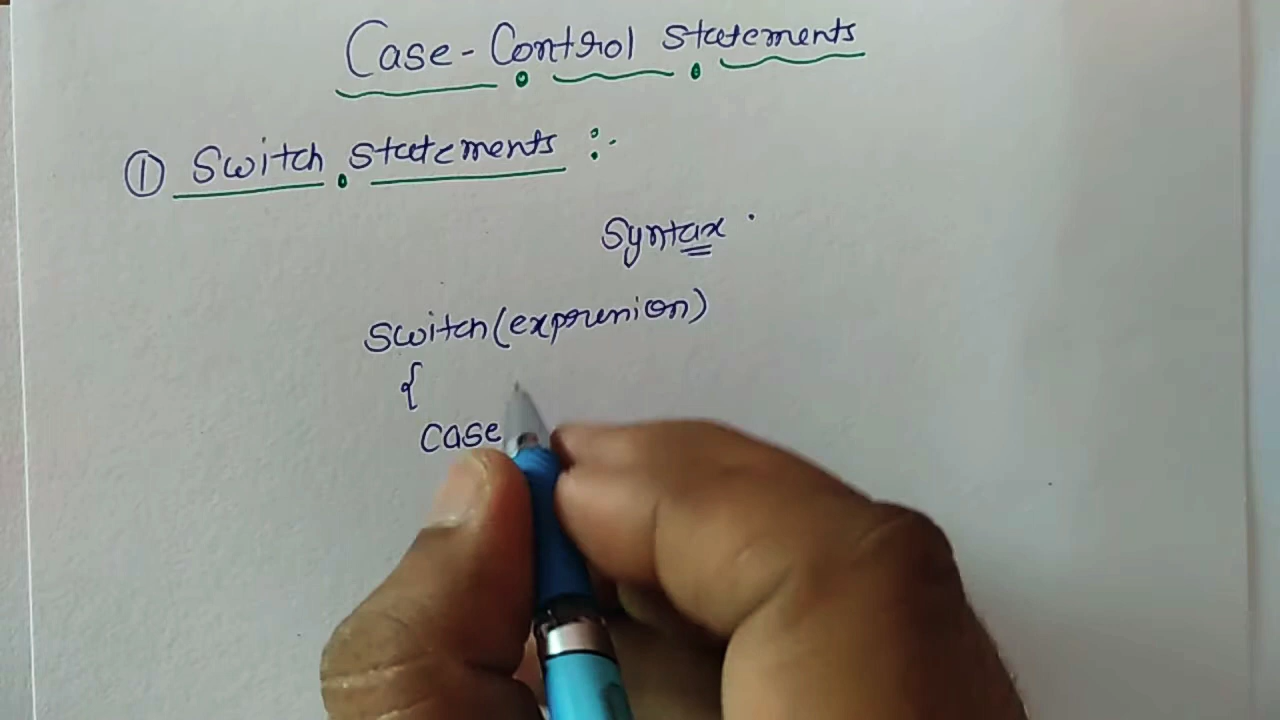 Case-Control statements
① Switch statements :-
Syntax
Switch(expression)
{
Case